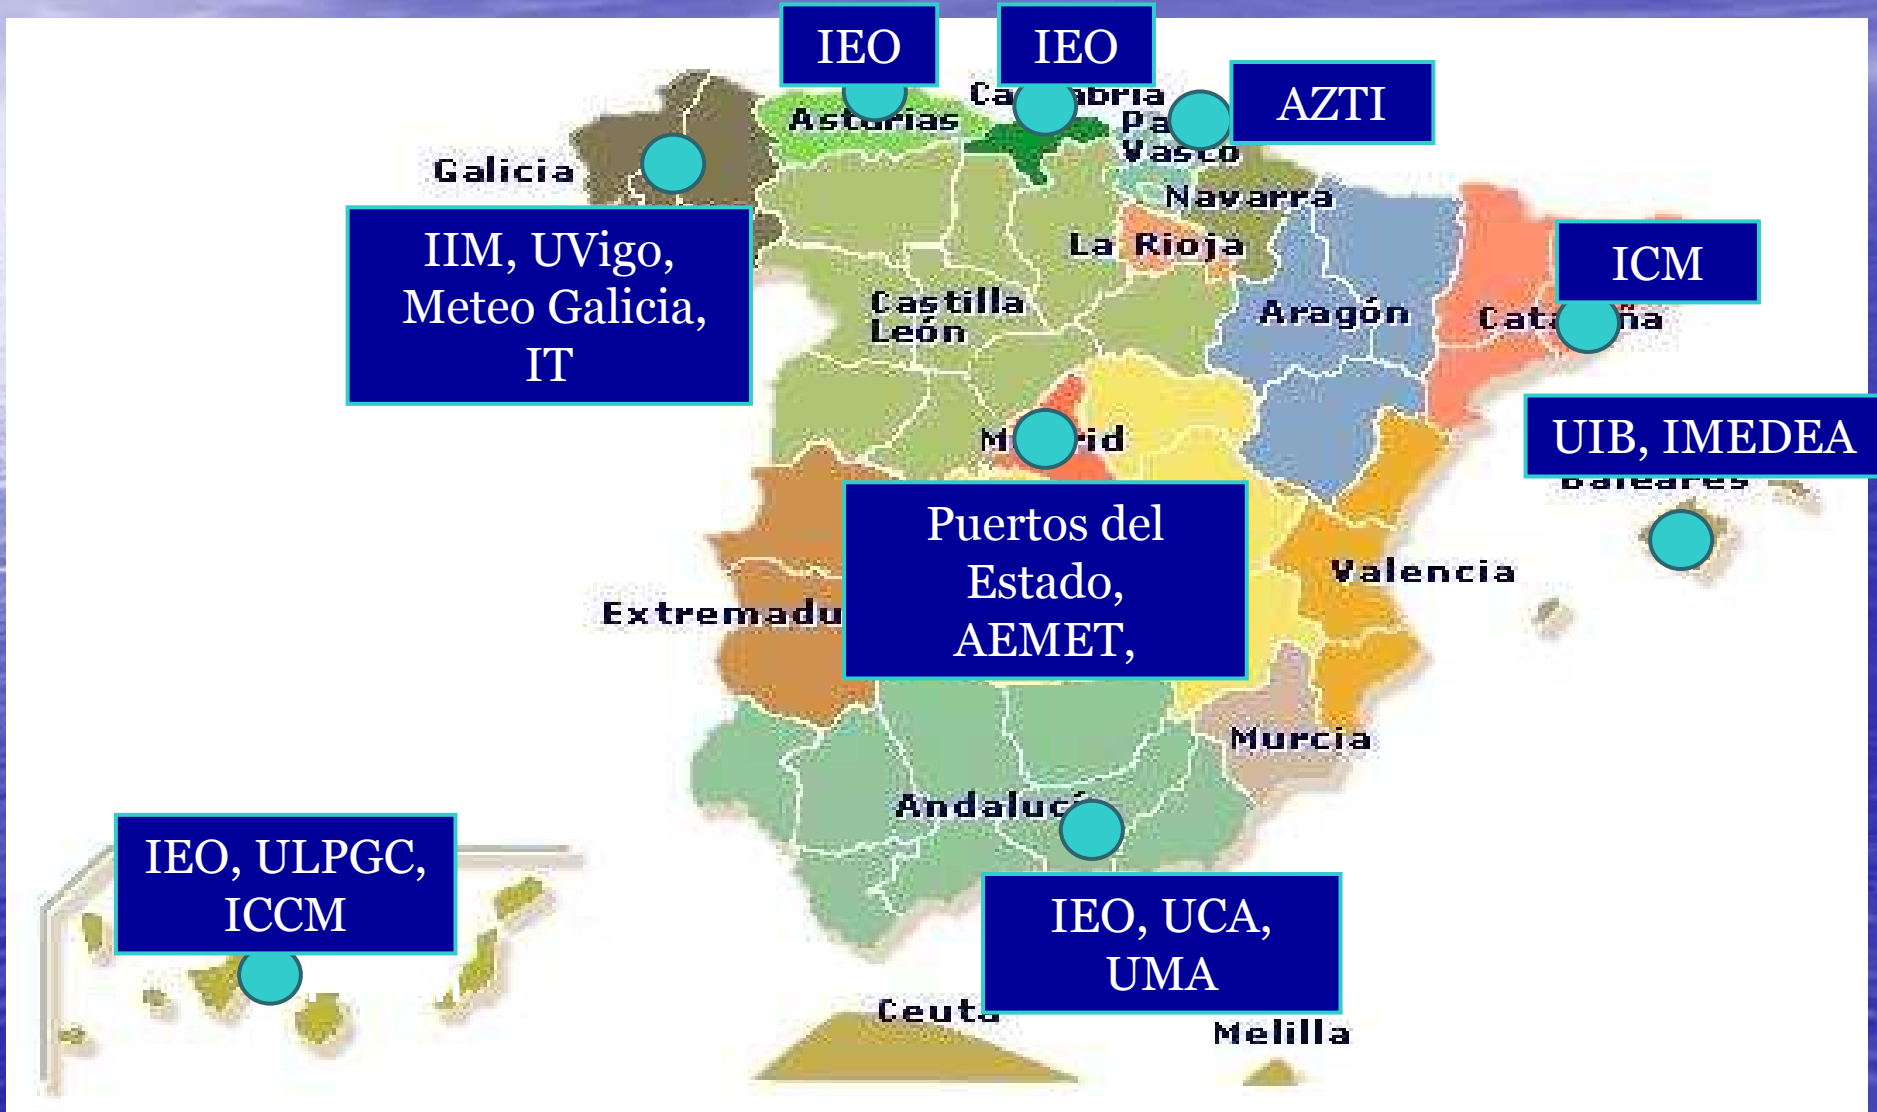 IEO
IEO
AZTI
Asturias
Galicia
Vasco
Navarra
IIM, UVigo,
Meteo Galicia,
IT
La Rioja
ICM
Castilla
León
Aragón
UIB, IMEDEA
Baleares
Puertos del
Estado,
AEMET,
Valencia
Murcia
IEO, ULPGC,
ICCM
IEO, UCA,
UMA
Melilla